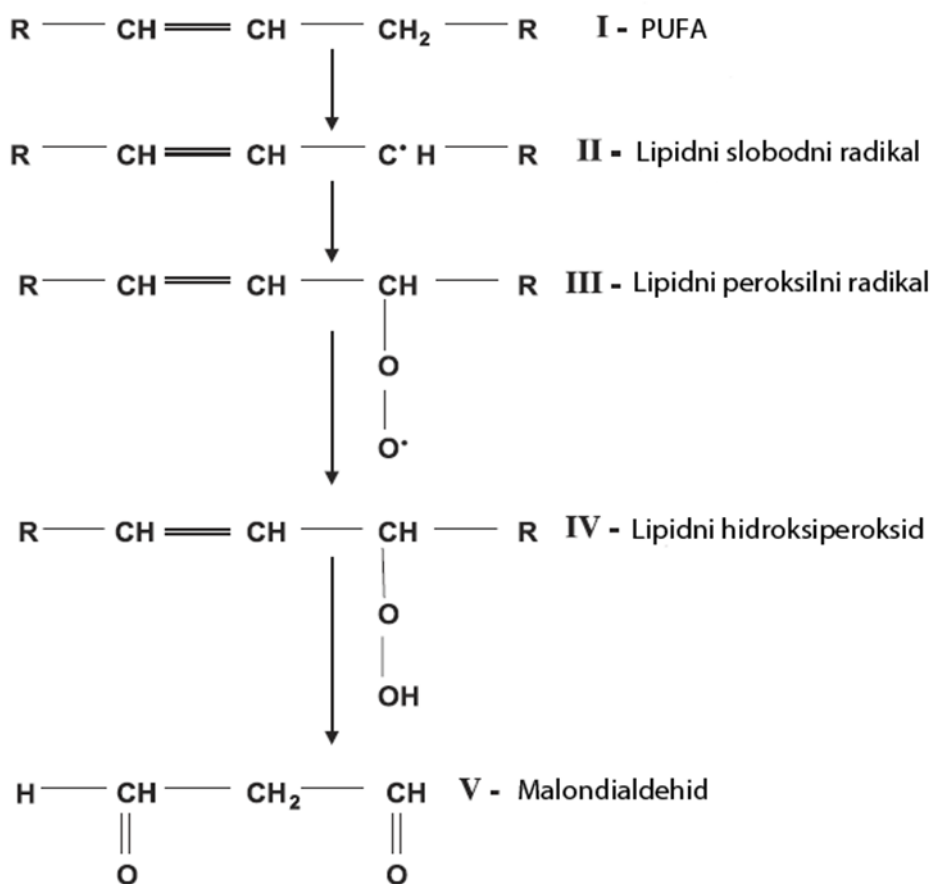 R CH CH CH₂ R I - PUFA
R CH CH C• H R II - Lipidni slobodni radikal
R CH CH CH R III - Lipidni peroksilni radikal
O
O•
R CH CH CH R IV - Lipidni hidroksiperoksid
O
OH
H CH CH₂ CH V - Malondialdehid
O O